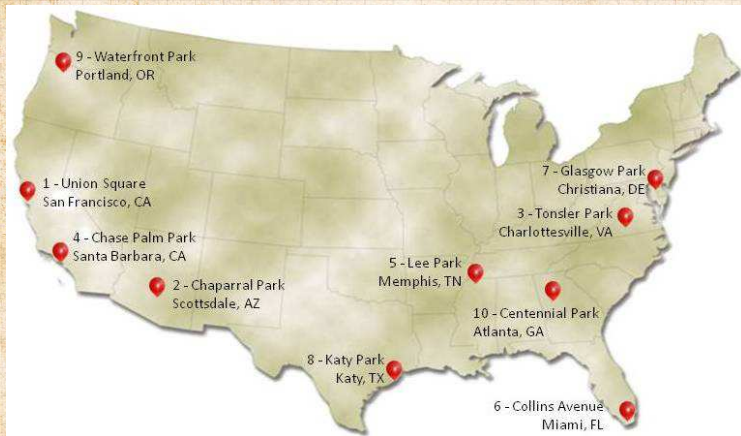 9 - Waterfront Park
Portland, OR
1 - Union Square
San Francisco, CA
4 - Chase Palm Park
Santa Barbara, CA
2 - Chaparral Park
Scottsdale, AZ
7 - Glasgow Park
Christiana, DE
3 - Tonsler Park
Charlottesville, VA
5 - Lee Park
Memphis, TN
10 - Centennial Park
Atlanta, GA
8 - Katy Park
Katy, TX
6 - Collins Avenue
Miami, FL